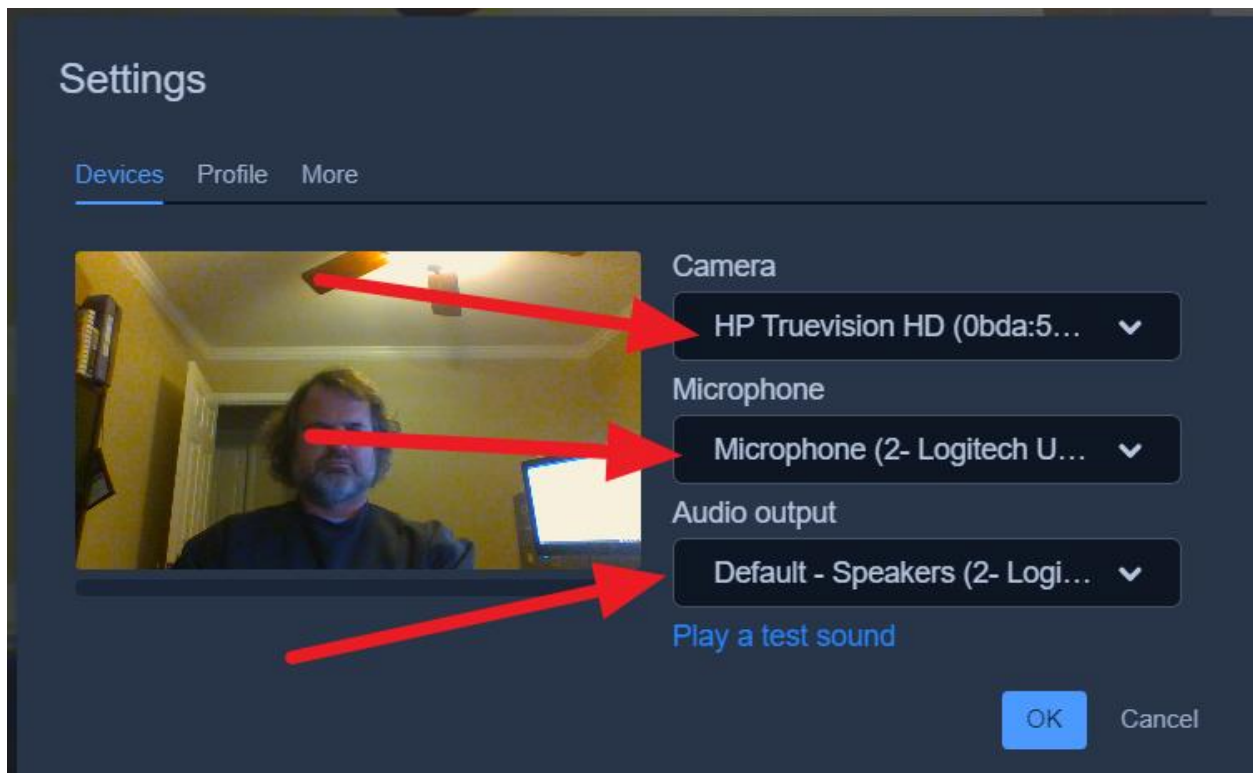 Settings
Devices Profile More
Camera
HP Truevision HD (0bda:5...
Microphone
Microphone (2- Logitech U...
Audio output
Default - Speakers (2- Logi...
Play a test sound
OK Cancel